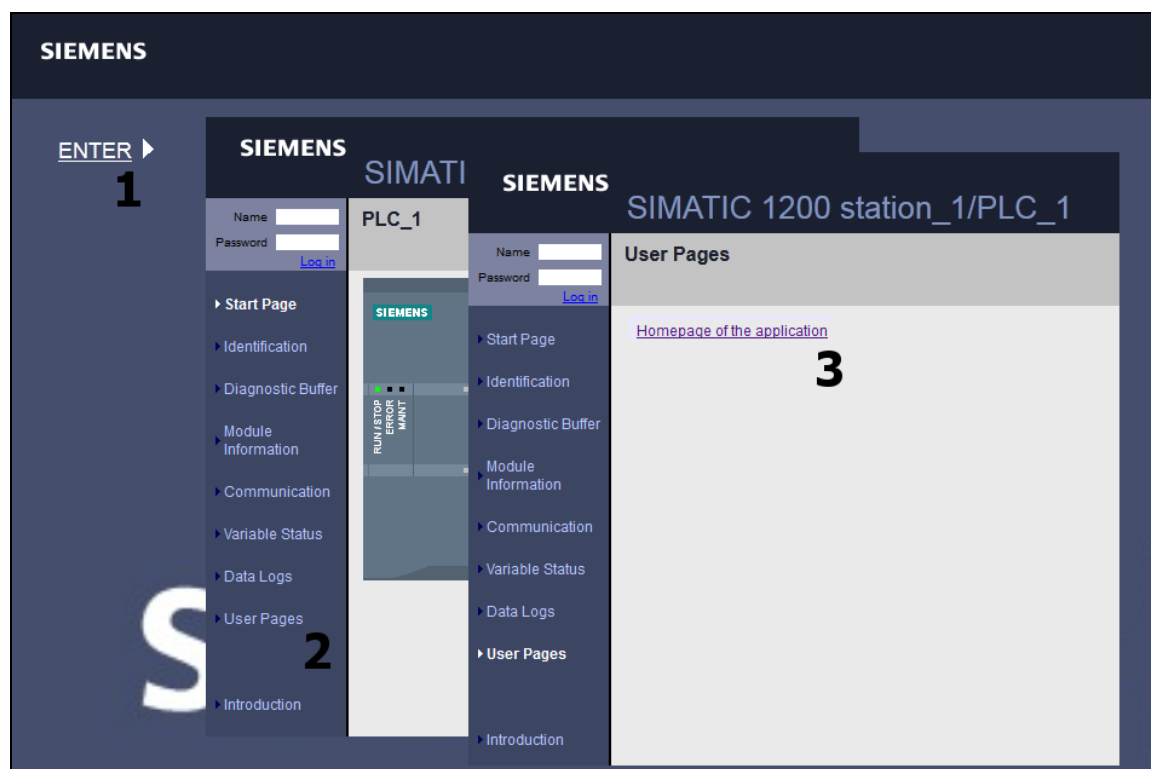 SIEMENS
ENTER
1
SIEMENS
SIMATI
Name
Password
Log in
PLC_1
Start Page
Identification
Diagnostic Buffer
Module
Information
Communication
Variable Status
Data Logs
User Pages
2
Introduction
SIEMENS
RUN / STOP
ERROR
MAINT
SIEMENS
SIMATIC 1200 station_1/PLC_1
Name
Password
Log in
User Pages
Start Page
Identification
Diagnostic Buffer
Module
Information
Communication
Variable Status
Data Logs
User Pages
Introduction
Homepage of the application
3
S